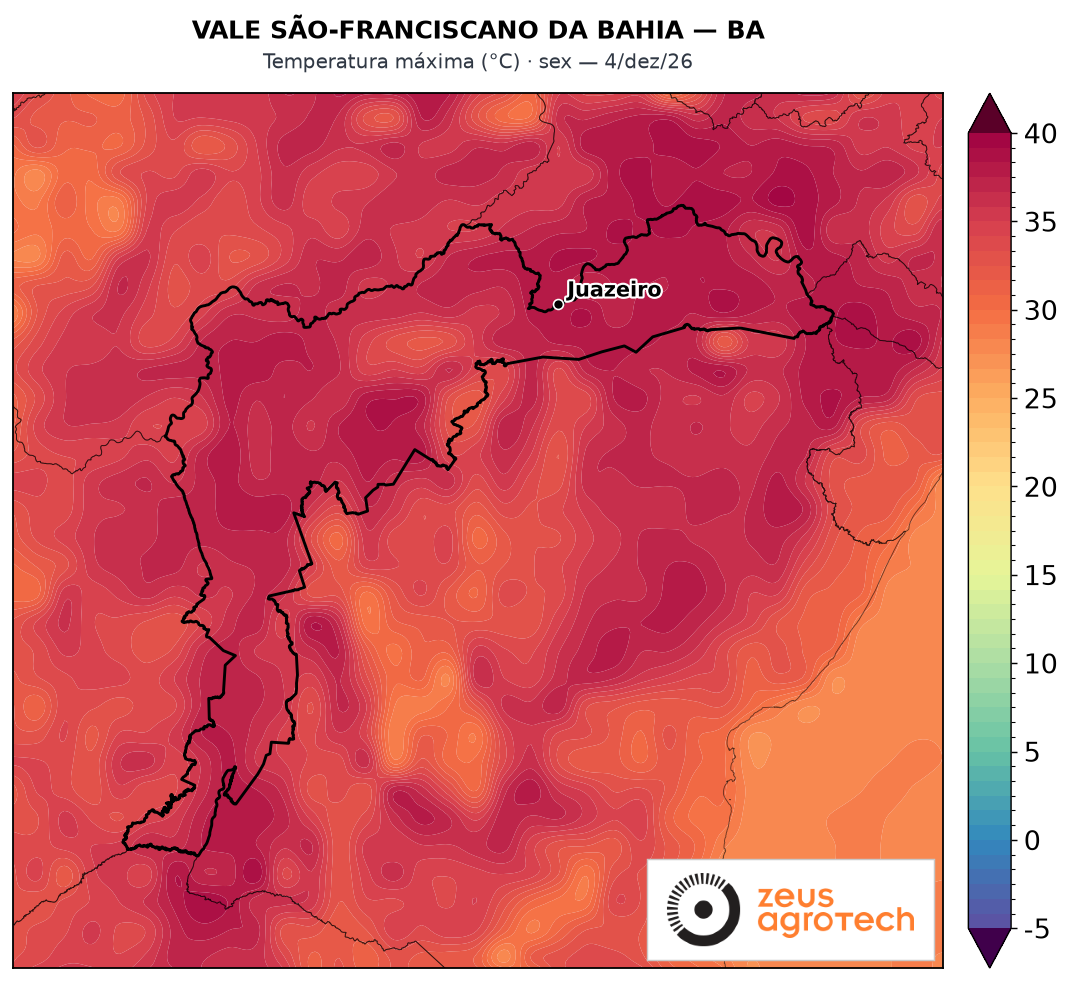 VALE SÃO-FRANCISCANO DA BAHIA — BA
Temperatura máxima (°C) · sex — 4/dez/26
Juazeiro
40
35
30
25
20
15
10
5
0
-5
zeus
agrotech